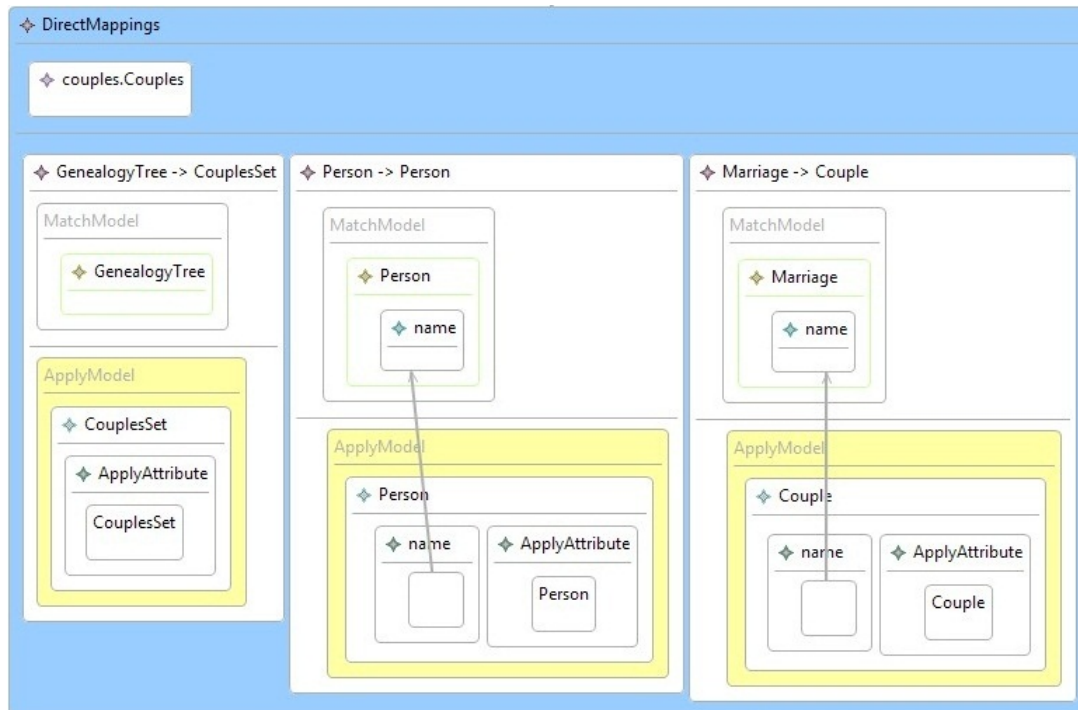 DirectMappings
couples.Couples
GenealogyTree -> CouplesSet
MatchModel
GenealogyTree
ApplyModel
CouplesSet
ApplyAttribute
CouplesSet
Person -> Person
MatchModel
Person
name
ApplyModel
Person
name
ApplyAttribute
Person
Marriage -> Couple
MatchModel
Marriage
name
ApplyModel
Couple
name
ApplyAttribute
Couple